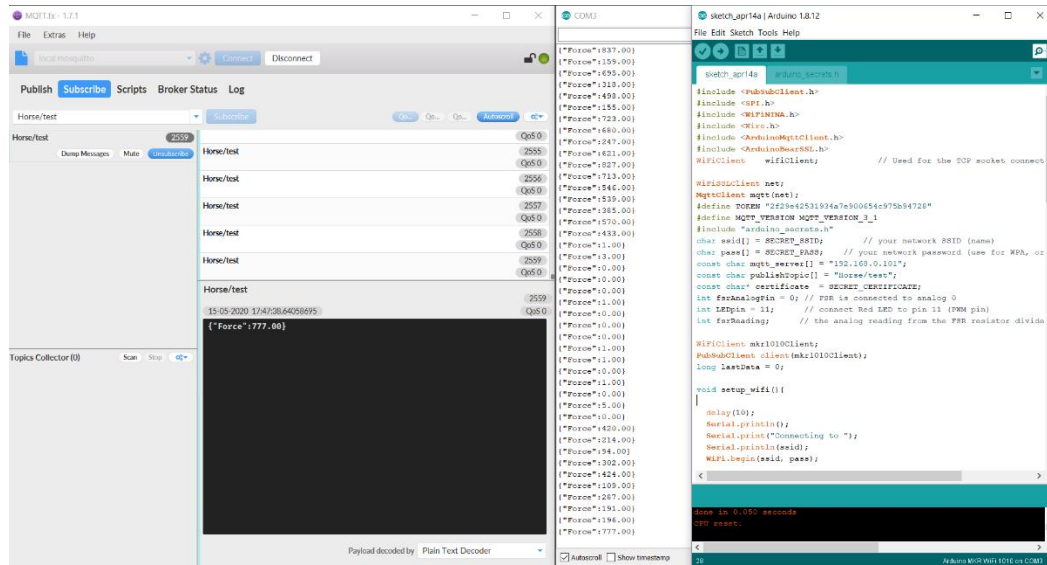 MQTT.fx - 1.7.1
File Extras Help
local mosquitto
Connect
Disconnect
Publish Subscribe Scripts Broker Status Log
Horse/test
Subscribe
Qo... Qo... Qo... Autoscroll
Horse/test 2559
Dump Messages Mute Unsubscribe
QoS 0
Horse/test 2555
QoS 0
Horse/test 2556
QoS 0
Horse/test 2557
QoS 0
Horse/test 2558
QoS 0
Horse/test 2559
QoS 0
Horse/test
2559
15-05-2020 17:47:38.64058695
QoS 0
{"Force":777.00}
Topics Collector (0) Scan Stop
Payload decoded by Plain Text Decoder
COM3
{"Force":837.00}
{"Force":159.00}
{"Force":695.00}
{"Force":318.00}
{"Force":498.00}
{"Force":155.00}
{"Force":723.00}
{"Force":680.00}
{"Force":247.00}
{"Force":621.00}
{"Force":827.00}
{"Force":713.00}
{"Force":546.00}
{"Force":539.00}
{"Force":385.00}
{"Force":570.00}
{"Force":433.00}
{"Force":1.00}
{"Force":3.00}
{"Force":0.00}
{"Force":0.00}
{"Force":0.00}
{"Force":1.00}
{"Force":0.00}
{"Force":0.00}
{"Force":0.00}
{"Force":1.00}
{"Force":1.00}
{"Force":0.00}
{"Force":1.00}
{"Force":0.00}
{"Force":5.00}
{"Force":0.00}
{"Force":420.00}
{"Force":214.00}
{"Force":94.00}
{"Force":302.00}
{"Force":424.00}
{"Force":109.00}
{"Force":287.00}
{"Force":191.00}
{"Force":196.00}
{"Force":777.00}
Autoscroll Show timestamp
sketch_apr14a | Arduino 1.8.12
File Edit Sketch Tools Help
sketch_apr14a arduino_secrets.h
#include <PubSubClient.h>
#include <SPI.h>
#include <WiFiNINA.h>
#include <Wire.h>
#include <ArduinoMqttClient.h>
#include <ArduinoBearSSL.h>
WiFiClient wifiClient; // Used for the TCP socket connect
WiFiSSLClient net;
MqttClient mqtt(net);
#define TOKEN "2f29e42531934a7e900654c975b94728"
#define MQTT_VERSION MQTT_VERSION_3_1
#include "arduino_secrets.h"
char ssid[] = SECRET_SSID; // your network SSID (name)
char pass[] = SECRET_PASS; // your network password (use for WPA, or
const char mqtt_server[] = "192.168.0.101";
const char publishTopic[] = "Horse/test";
const char* certificate = SECRET_CERTIFICATE;
int fsrAnalogPin = 0; // FSR is connected to analog 0
int LEDpin = 11; // connect Red LED to pin 11 (PWM pin)
int fsrReading; // the analog reading from the FSR resistor divide
WiFiClient mkr1010Client;
PubSubClient client(mkr1010Client);
long lastData = 0;
void setup_wifi(){
delay(10);
Serial.println();
Serial.print("Connecting to ");
Serial.println(ssid);
WiFi.begin(ssid, pass);
done in 0.050 seconds
CPU reset.
28
Arduino MKR WiFi 1010 on COM3